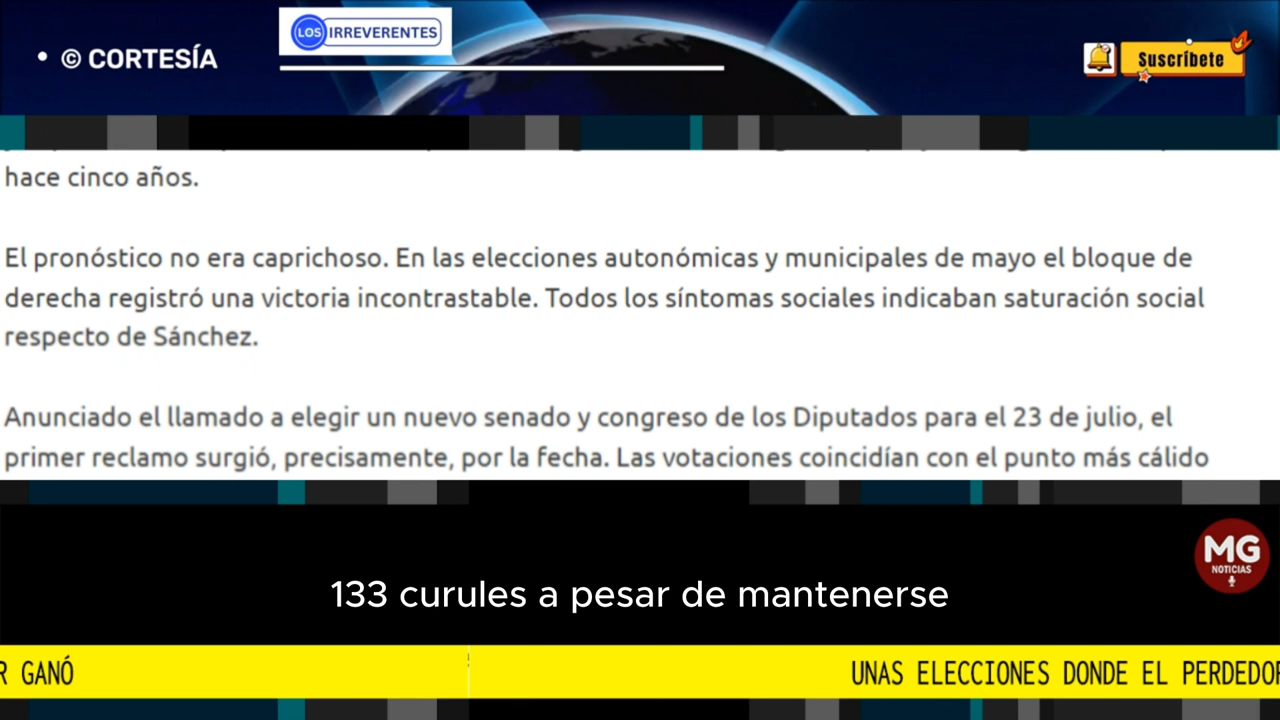 • © CORTESÍA
LOS IRREVERENTES
Suscríbete
hace cinco años.
El pronóstico no era caprichoso. En las elecciones autonómicas y municipales de mayo el bloque de
derecha registró una victoria incontrastable. Todos los síntomas sociales indicaban saturación social
respecto de Sánchez.
Anunciado el llamado a elegir un nuevo senado y congreso de los Diputados para el 23 de julio, el
primer reclamo surgió, precisamente, por la fecha. Las votaciones coincidían con el punto más cálido
MG
NOTICIAS
133 curules a pesar de mantenerse
R GANÓ
UNAS ELECCIONES DONDE EL PERDEDOR